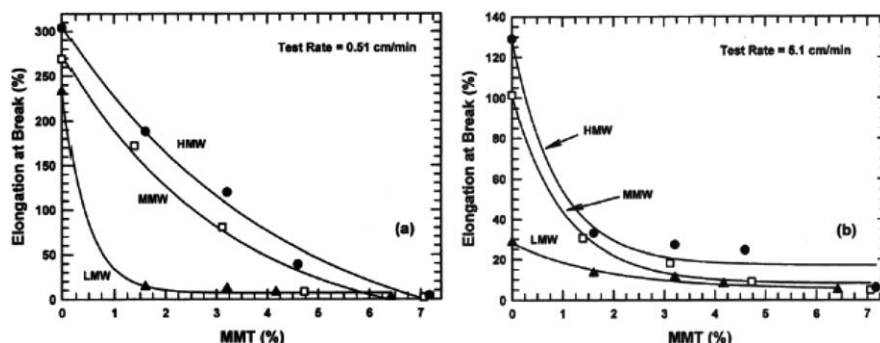 Elongation at Break (%)
300
250
200
150
100
50
0
Test Rate = 0.51 cm/min
HMW
MMW
LMW
(a)
0 1 2 3 4 5 6 7
MMT (%)
Elongation at Break (%)
140
120
100
80
60
40
20
0
Test Rate = 5.1 cm/min
HMW
MMW
LMW
(b)
0 1 2 3 4 5 6 7
MMT (%)